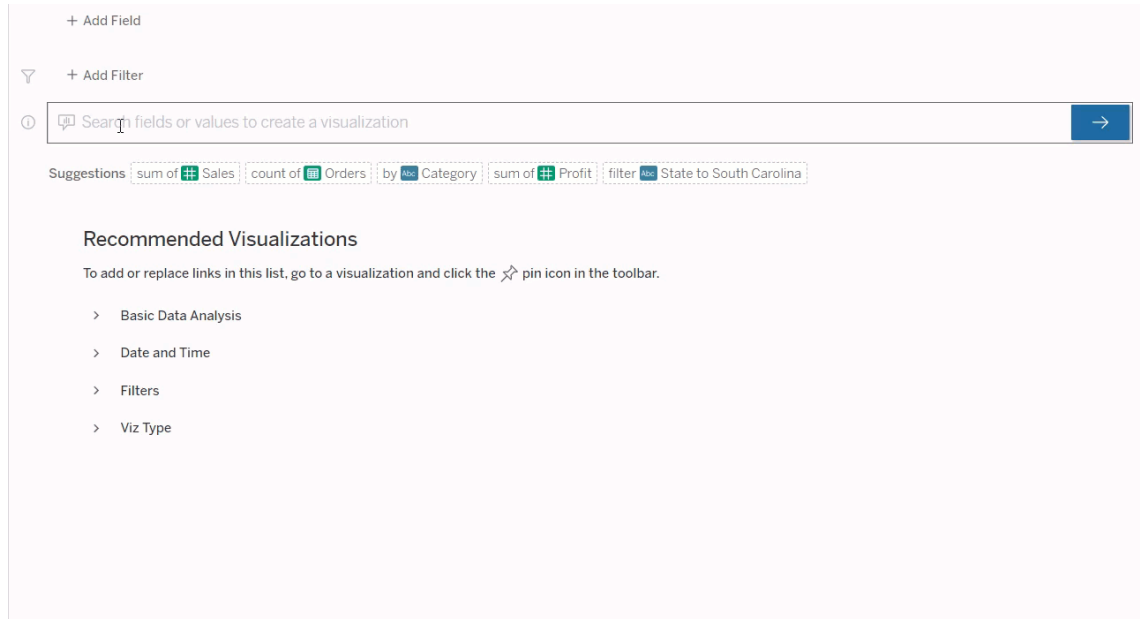 + Add Field
+ Add Filter
Search fields or values to create a visualization
Suggestions sum of Sales count of Orders by Abc Category sum of Profit filter Abc State to South Carolina
Recommended Visualizations
To add or replace links in this list, go to a visualization and click the pin icon in the toolbar.
Basic Data Analysis
Date and Time
Filters
Viz Type